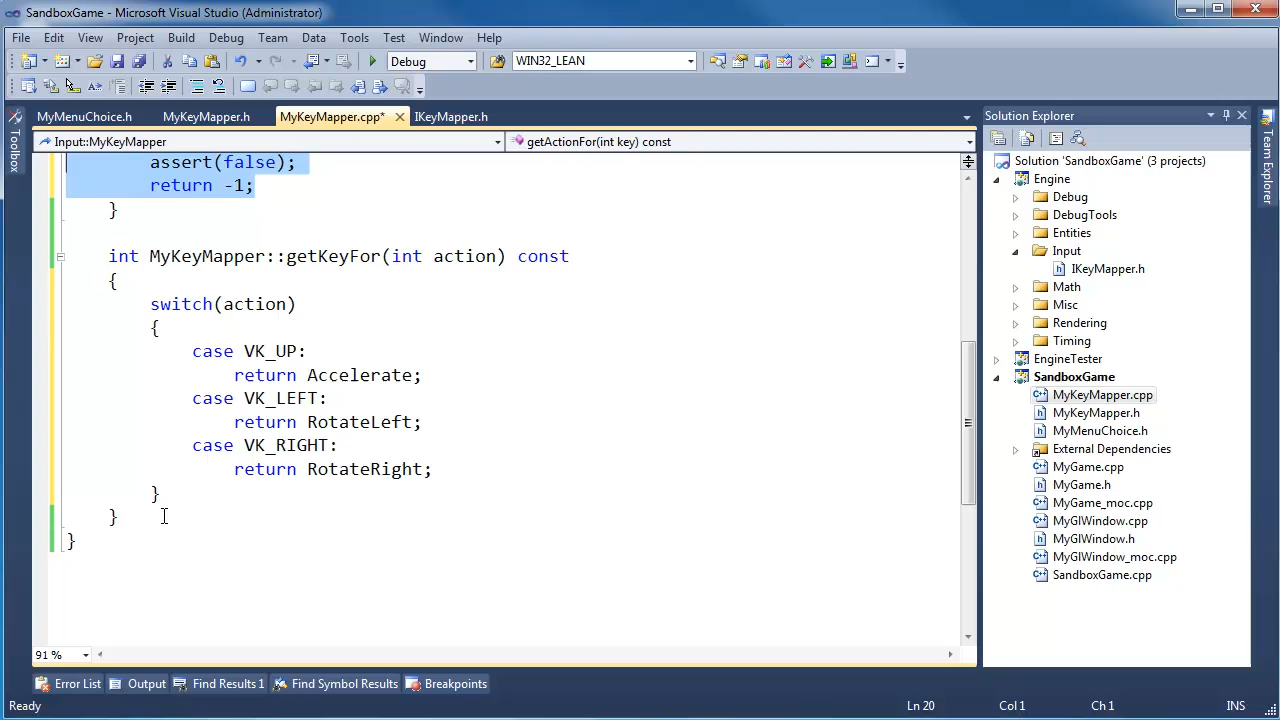 SandboxGame - Microsoft Visual Studio (Administrator)
File Edit View Project Build Debug Team Data Tools Test Window Help
Debug WIN32_LEAN
MyMenuChoice.h MyKeyMapper.h MyKeyMapper.cpp* IKeyMapper.h
Input::MyKeyMapper getActionFor(int key) const
assert(false);
return -1;
}
int MyKeyMapper::getKeyFor(int action) const
{
switch(action)
{
case VK_UP:
return Accelerate;
case VK_LEFT:
return RotateLeft;
case VK_RIGHT:
return RotateRight;
}
}
}
91 %
Toolbox
Solution Explorer
Solution 'SandboxGame' (3 projects)
Engine
Debug
DebugTools
Entities
Input
IKeyMapper.h
Math
Misc
Rendering
Timing
EngineTester
SandboxGame
MyKeyMapper.cpp
MyKeyMapper.h
MyMenuChoice.h
External Dependencies
MyGame.cpp
MyGame.h
MyGame_moc.cpp
MyGlWindow.cpp
MyGlWindow.h
MyGlWindow_moc.cpp
SandboxGame.cpp
Team Explorer
Error List Output Find Results 1 Find Symbol Results Breakpoints
Ready Ln 20 Col 1 Ch 1 INS